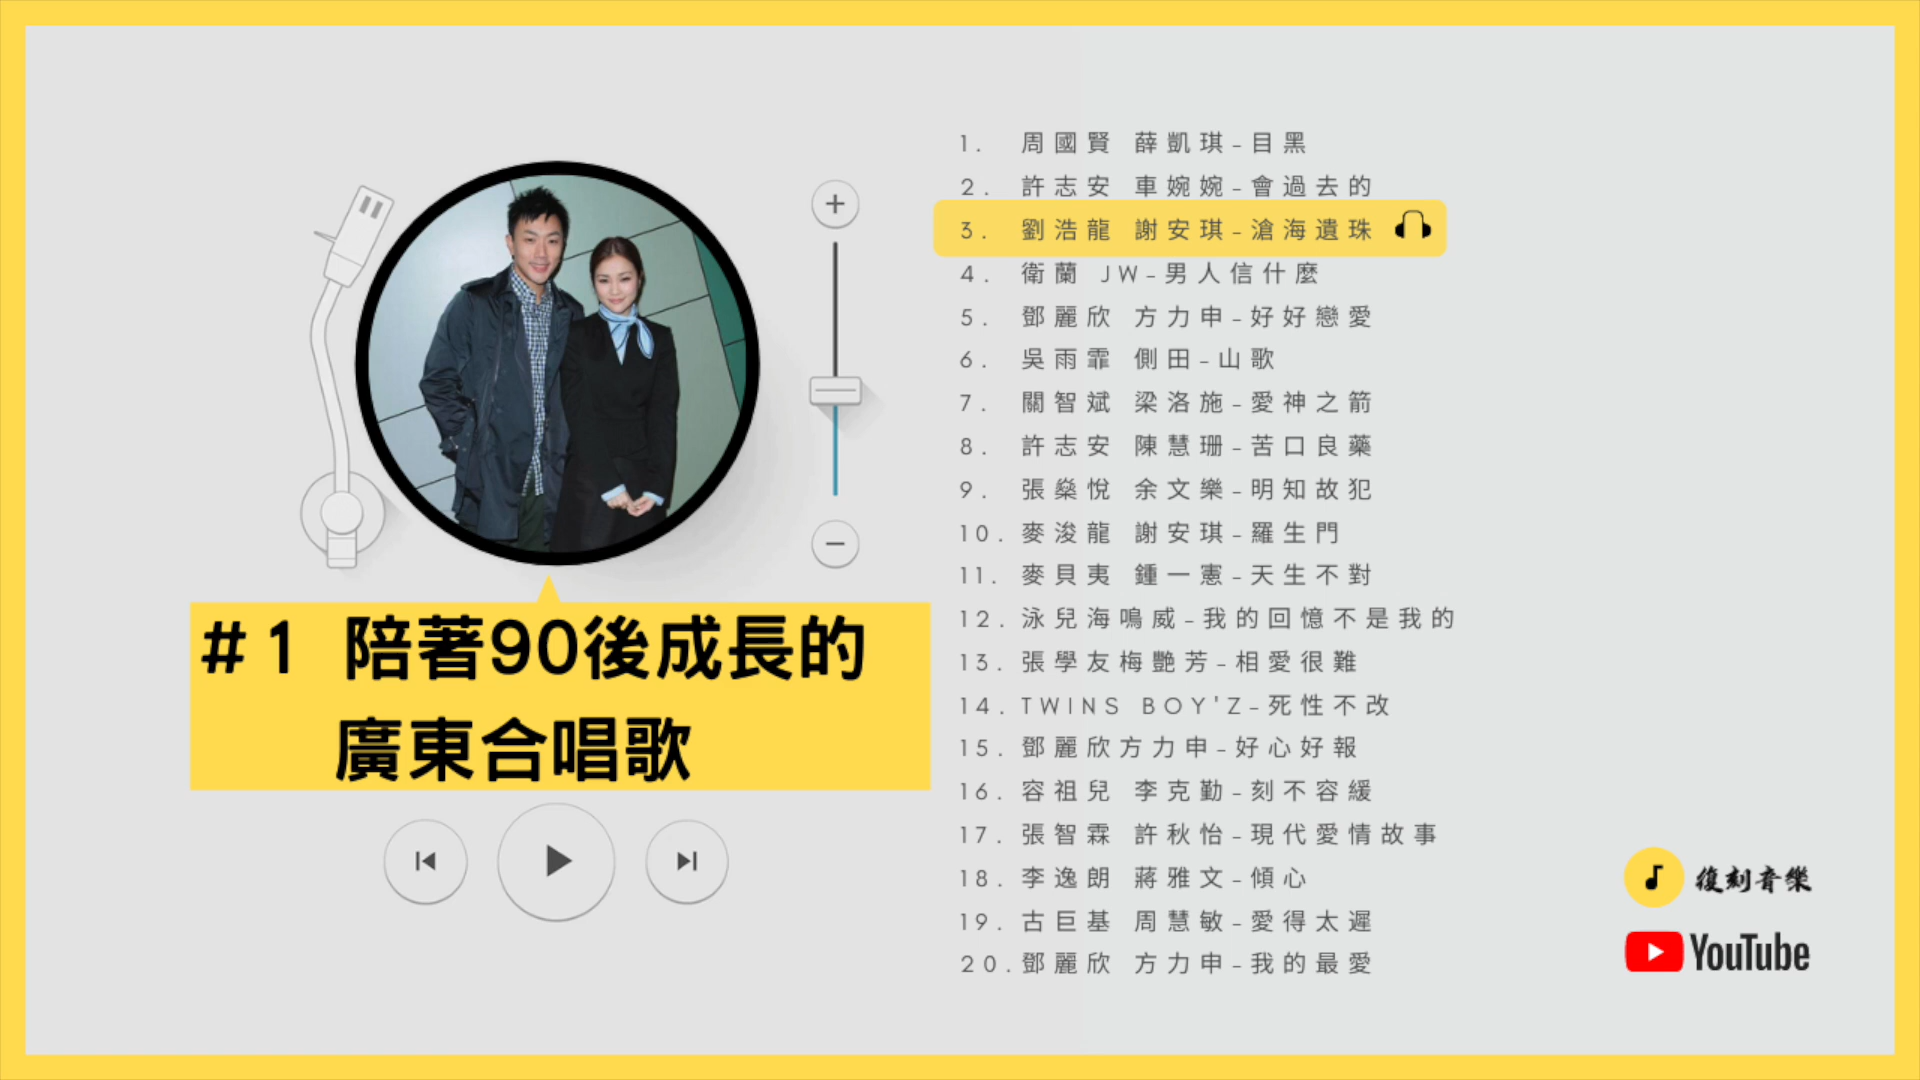 #1 陪著90後成長的
廣東合唱歌
1. 周國賢 薛凱琪-目黑
2. 許志安 車婉婉-會過去的
3. 劉浩龍 謝安琪-滄海遺珠
4. 衛蘭 JW-男人信什麼
5. 鄧麗欣 方力申-好好戀愛
6. 吳雨霏 側田-山歌
7. 關智斌 梁洛施-愛神之箭
8. 許志安 陳慧珊-苦口良藥
9. 張燊悅 余文樂-明知故犯
10. 麥浚龍 謝安琪-羅生門
11. 麥貝夷 鍾一憲-天生不對
12. 泳兒海鳴威-我的回憶不是我的
13. 張學友梅艷芳-相愛很難
14. TWINS BOY'Z-死性不改
15. 鄧麗欣方力申-好心好報
16. 容祖兒 李克勤-刻不容緩
17. 張智霖 許秋怡-現代愛情故事
18. 李逸朗 蔣雅文-傾心
19. 古巨基 周慧敏-愛得太遲
20. 鄧麗欣 方力申-我的最愛
復刻音樂
YouTube